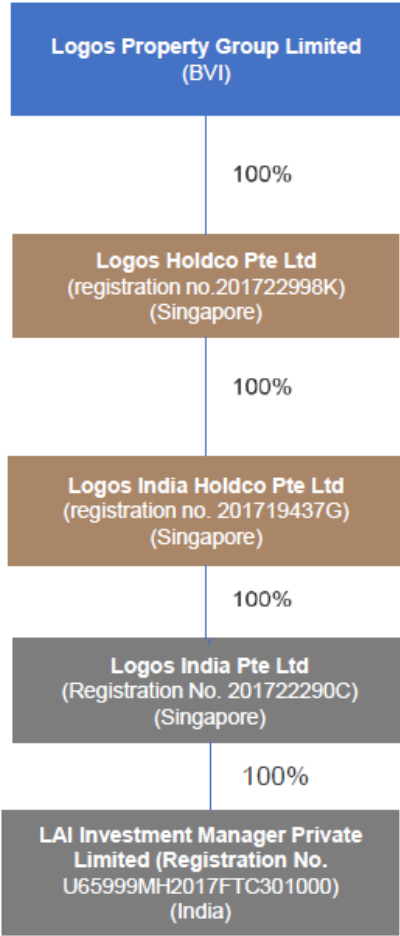 Logos Property Group Limited
(BVI)
100%
Logos Holdco Pte Ltd
(registration no.201722998K)
(Singapore)
100%
Logos India Holdco Pte Ltd
(registration no. 201719437G)
(Singapore)
100%
Logos India Pte Ltd
(Registration No. 201722290C)
(Singapore)
100%
LAI Investment Manager Private
Limited (Registration No.
U65999MH2017FTC301000)
(India)